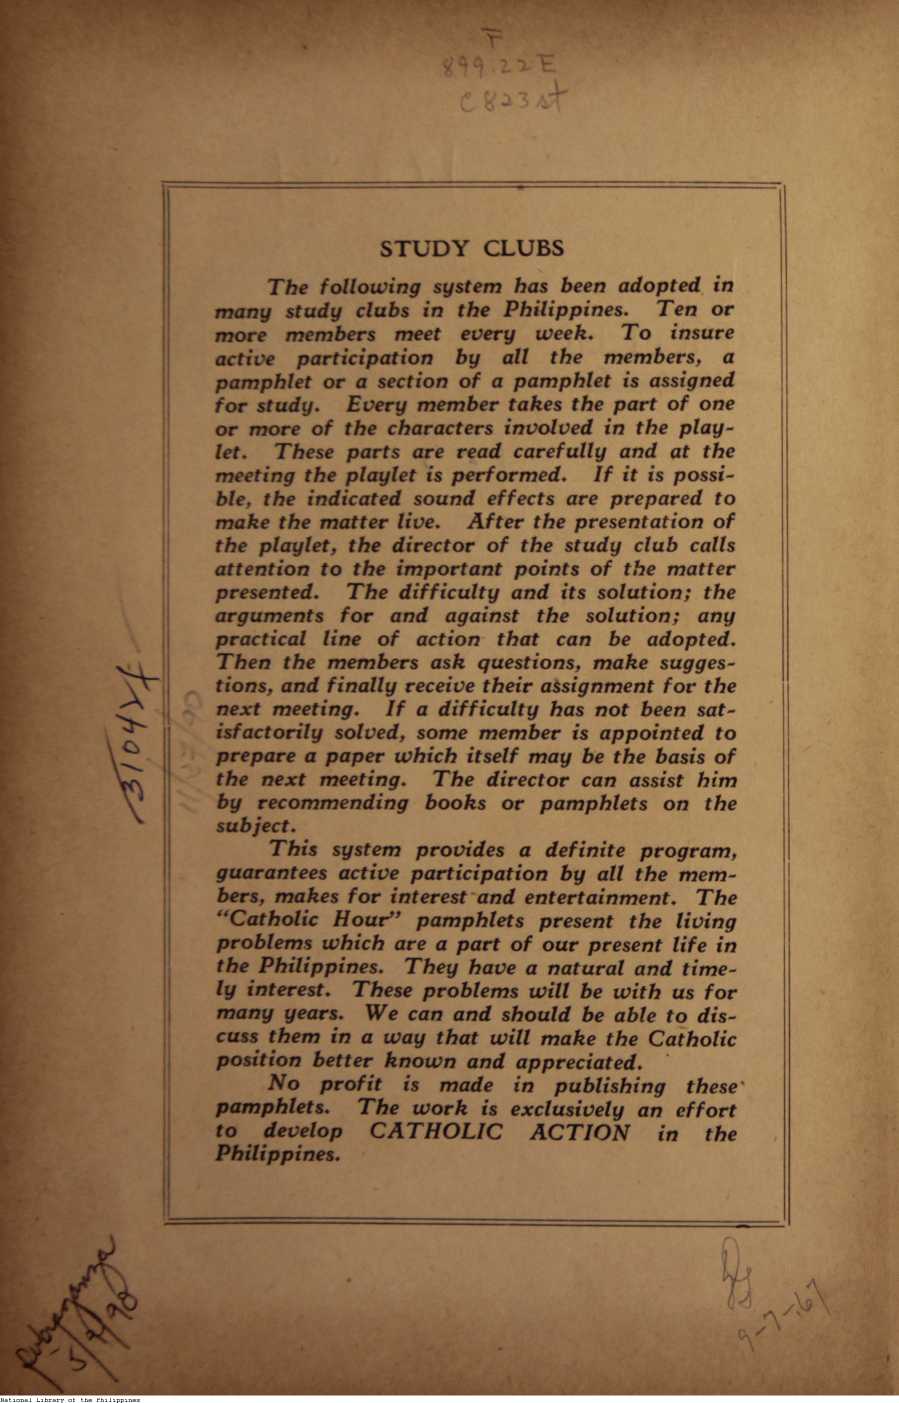 F
899.22E
C823st
STUDY CLUBS
The following system has been adopted in
many study clubs in the Philippines. Ten or
more members meet every week. To insure
active participation by all the members, a
pamphlet or a section of a pamphlet is assigned
for study. Every member takes the part of one
or more of the characters involved in the play-
let. These parts are read carefully and at the
meeting the playlet is performed. If it is possi-
ble, the indicated sound effects are prepared to
make the matter live. After the presentation of
the playlet, the director of the study club calls
attention to the important points of the matter
presented. The difficulty and its solution; the
arguments for and against the solution; any
practical line of action that can be adopted.
Then the members ask questions, make sugges-
tions, and finally receive their assignment for the
next meeting. If a difficulty has not been sat-
isfactorily solved, some member is appointed to
prepare a paper which itself may be the basis of
the next meeting. The director can assist him
by recommending books or pamphlets on the
subject.
This system provides a definite program,
guarantees active participation by all the mem-
bers, makes for interest and entertainment. The
“Catholic Hour” pamphlets present the living
problems which are a part of our present life in
the Philippines. They have a natural and time-
ly interest. These problems will be with us for
many years. We can and should be able to dis-
cuss them in a way that will make the Catholic
position better known and appreciated.
No profit is made in publishing these
pamphlets. The work is exclusively an effort
to develop CATHOLIC ACTION in the
Philippines.
9-7-67
National Library of the Philippines